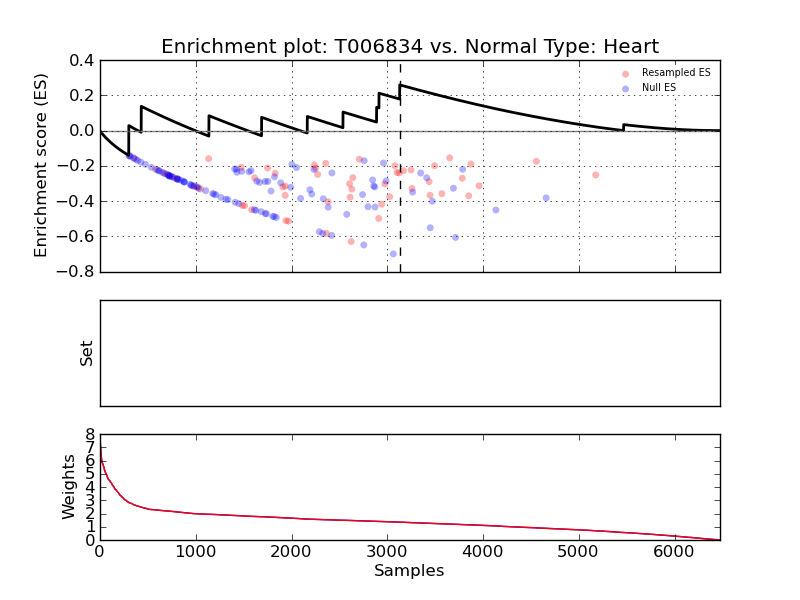 Enrichment plot: T006834 vs. Normal Type: Heart
Enrichment score (ES)
0.4
0.2
0.0
−0.2
−0.4
−0.6
−0.8
Resampled ES
Null ES
Set
Weights
8
7
6
5
4
3
2
1
0
0 1000 2000 3000 4000 5000 6000
Samples